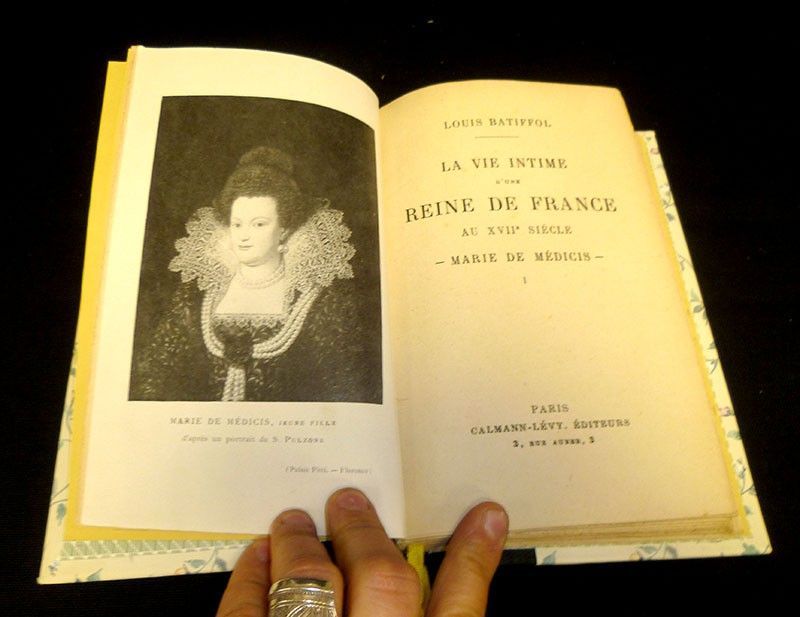 MARIE DE MÉDICIS, JEUNE FILLE
d'après un portrait de S. PULZONE
(Palais Pitti. — Florence)
LOUIS BATIFFOL
LA VIE INTIME
D'UNE
REINE DE FRANCE
AU XVIIe SIÈCLE
— MARIE DE MÉDICIS —
I
PARIS
CALMANN-LÉVY, ÉDITEURS
3, RUE AUBER, 3